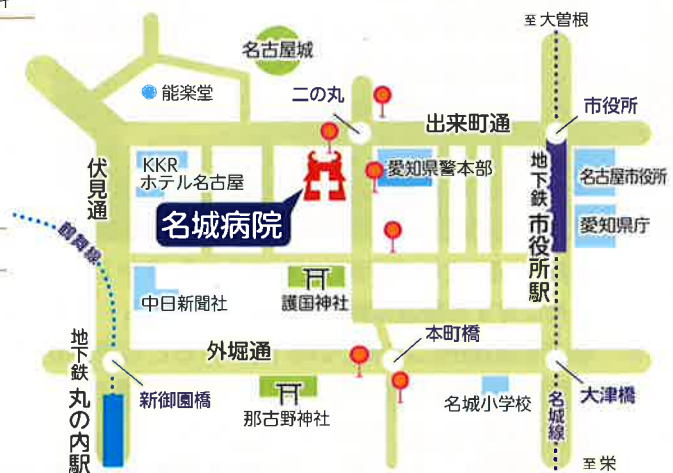 至大曽根
名古屋城
能楽堂
二の丸
市役所
出来町通
KKR
ホテル名古屋
愛知県警本部
名古屋市役所
伏見通
地下鉄 市役所駅
名城病院
愛知県庁
鶴舞線
中日新聞社
護国神社
本町橋
外堀通
地下鉄 丸の内駅
新御園橋
那古野神社
名城小学校
名城線
大津橋
至栄